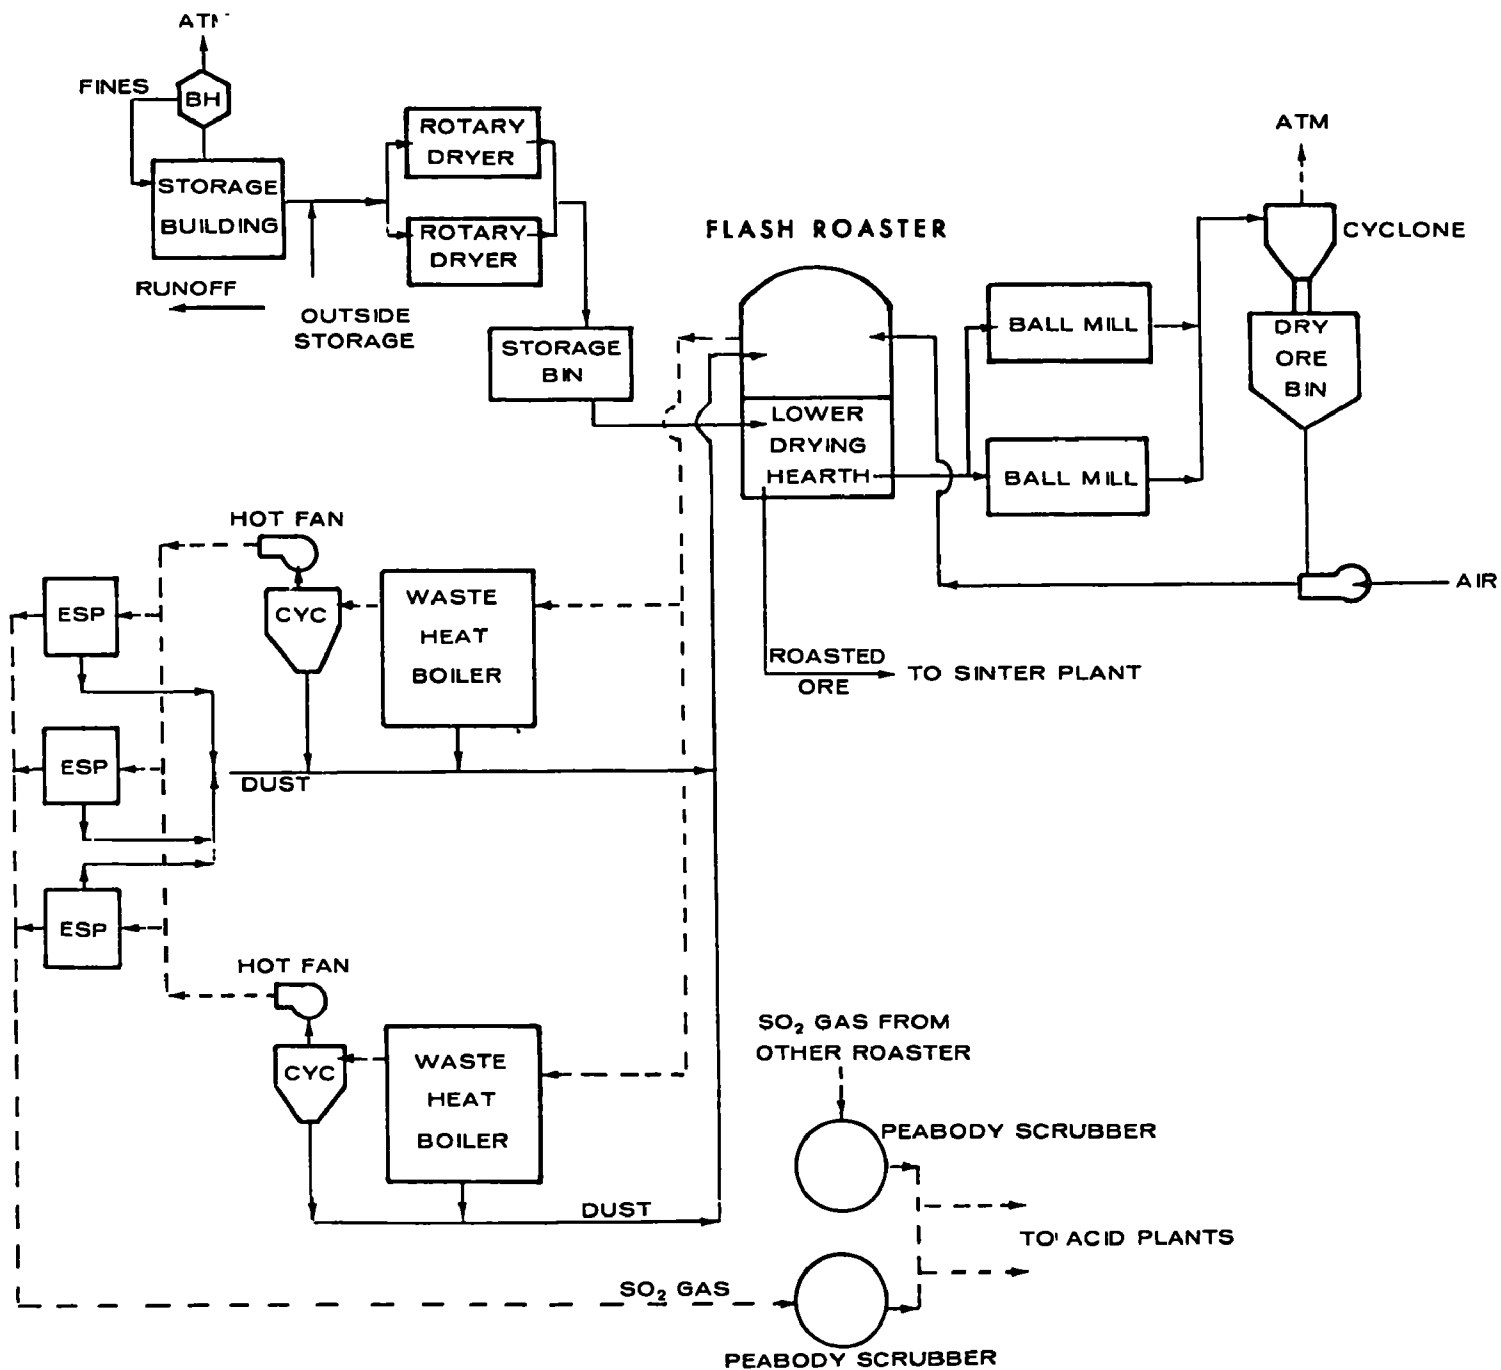 ATM
FINES
BH
STORAGE
BUILDING
RUNOFF
OUTSIDE
STORAGE
ROTARY
DRYER
ROTARY
DRYER
STORAGE
BIN
FLASH ROASTER
LOWER
DRYING
HEARTH
BALL MILL
BALL MILL
ATM
CYCLONE
DRY
ORE
BIN
AIR
ROASTED
ORE
TO SINTER PLANT
HOT FAN
CYC
WASTE
HEAT
BOILER
ESP
ESP
ESP
DUST
HOT FAN
CYC
WASTE
HEAT
BOILER
DUST
SO₂ GAS FROM
OTHER ROASTER
PEABODY SCRUBBER
TO ACID PLANTS
SO₂ GAS
PEABODY SCRUBBER